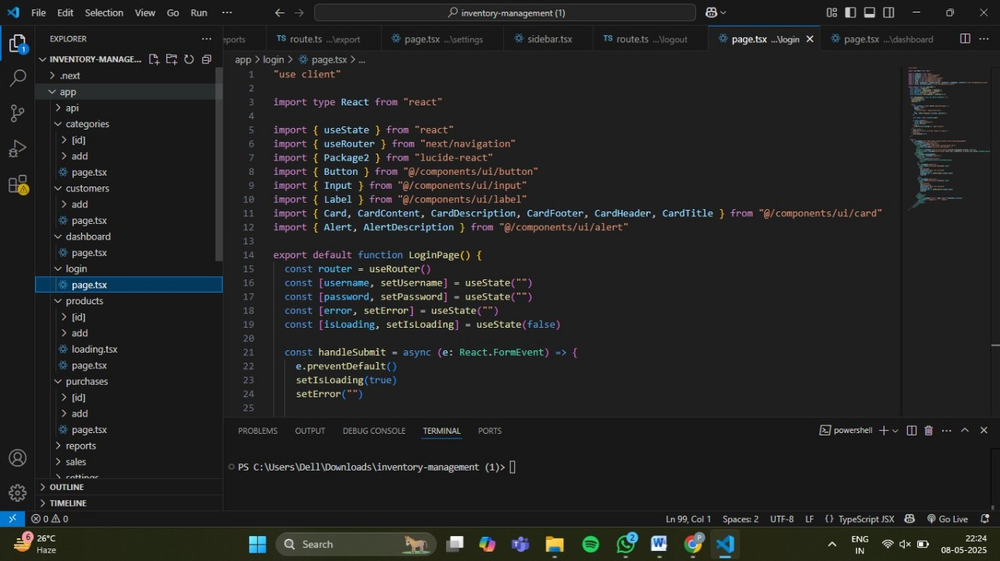 File Edit Selection View Go Run ··· inventory-management (1)
EXPLORER ···
eports
TS route.ts ...\export
page.tsx ...\settings
sidebar.tsx
TS route.ts ...\logout
page.tsx ...\login
page.tsx ...\dashboard
1
INVENTORY-MANAGE...
.next
app
api
categories
[id]
add
page.tsx
customers
add
page.tsx
dashboard
page.tsx
login
page.tsx
products
[id]
add
loading.tsx
page.tsx
purchases
[id]
add
page.tsx
reports
sales
settings
OUTLINE
TIMELINE
app > login > page.tsx > ...
1 "use client"
2
3 import type React from "react"
4
5 import { useState } from "react"
6 import { useRouter } from "next/navigation"
7 import { Package2 } from "lucide-react"
8 import { Button } from "@/components/ui/button"
9 import { Input } from "@/components/ui/input"
10 import { Label } from "@/components/ui/label"
11 import { Card, CardContent, CardDescription, CardFooter, CardHeader, CardTitle } from "@/components/ui/card"
12 import { Alert, AlertDescription } from "@/components/ui/alert"
13
14 export default function LoginPage() {
15 const router = useRouter()
16 const [username, setUsername] = useState("")
17 const [password, setPassword] = useState("")
18 const [error, setError] = useState("")
19 const [isLoading, setIsLoading] = useState(false)
20
21 const handleSubmit = async (e: React.FormEvent) => {
22 e.preventDefault()
23 setIsLoading(true)
24 setError("")
25
PROBLEMS OUTPUT DEBUG CONSOLE TERMINAL PORTS powershell
PS C:\Users\Dell\Downloads\inventory-management (1)>
0 0 Ln 99, Col 1 Spaces: 2 UTF-8 LF {} TypeScript JSX Go Live
6
26°C
Haze
Search
2
P
ENG
IN
22:24
08-05-2025